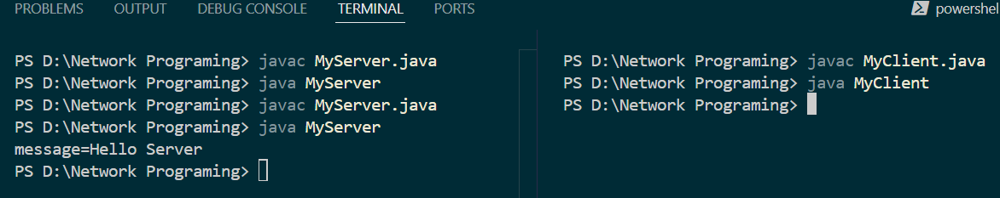 PROBLEMS OUTPUT DEBUG CONSOLE TERMINAL PORTS powershel
PS D:\Network Programing> javac MyServer.java
PS D:\Network Programing> java MyServer
PS D:\Network Programing> javac MyServer.java
PS D:\Network Programing> java MyServer
message=Hello Server
PS D:\Network Programing>
PS D:\Network Programing> javac MyClient.java
PS D:\Network Programing> java MyClient
PS D:\Network Programing>